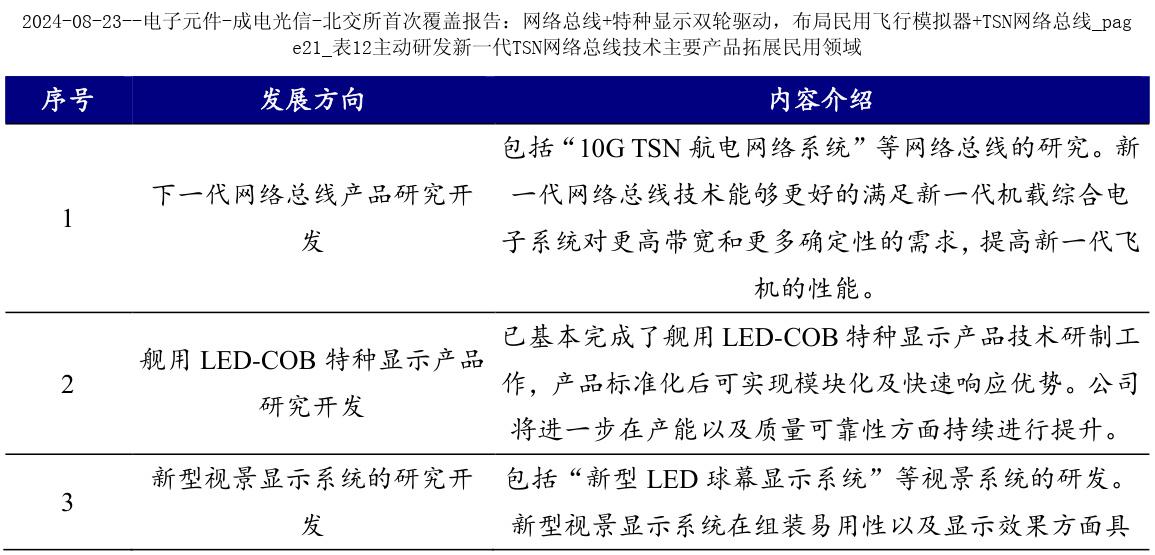 2024-08-23--电子元件-成电光信-北交所首次覆盖报告：网络总线+特种显示双轮驱动，布局民用飞行模拟器+TSN网络总线_pag
e21_表12主动研发新一代TSN网络总线技术主要产品拓展民用领域
序号 发展方向 内容介绍
包括“10G TSN 航电网络系统”等网络总线的研究。新
下一代网络总线产品研究开 一代网络总线技术能够更好的满足新一代机载综合电
1
发 子系统对更高带宽和更多确定性的需求，提高新一代飞
机的性能。
已基本完成了舰用 LED-COB 特种显示产品技术研制工
舰用 LED-COB 特种显示产品
2 作，产品标准化后可实现模块化及快速响应优势。公司
研究开发
将进一步在产能以及质量可靠性方面持续进行提升。
新型视景显示系统的研究开 包括“新型 LED 球幕显示系统”等视景系统的研发。
3
发 新型视景显示系统在组装易用性以及显示效果方面具